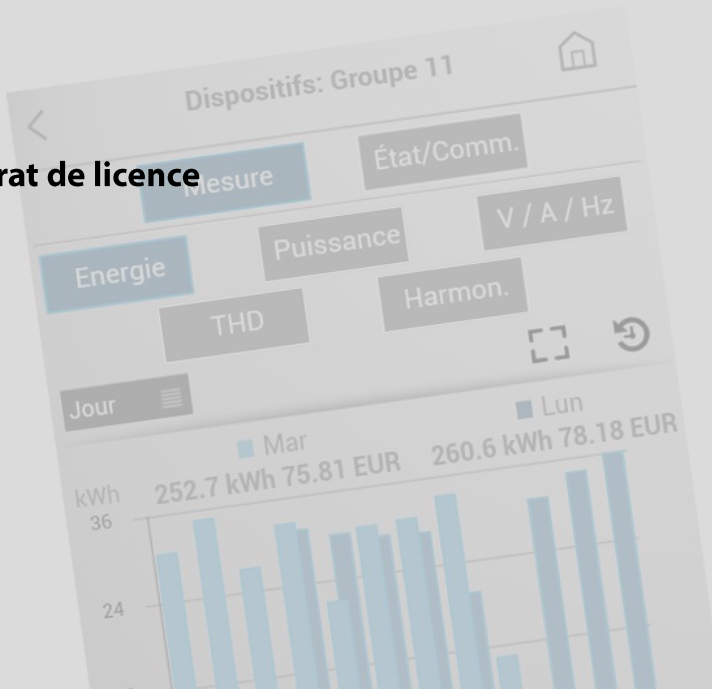 Dispositifs: Groupe 11
rat de licence
Mesure
État/Comm.
Energie
Puissance
V / A / Hz
THD
Harmon.
Jour
Mar
Lun
kWh
252.7 kWh 75.81 EUR
260.6 kWh 78.18 EUR
36
24